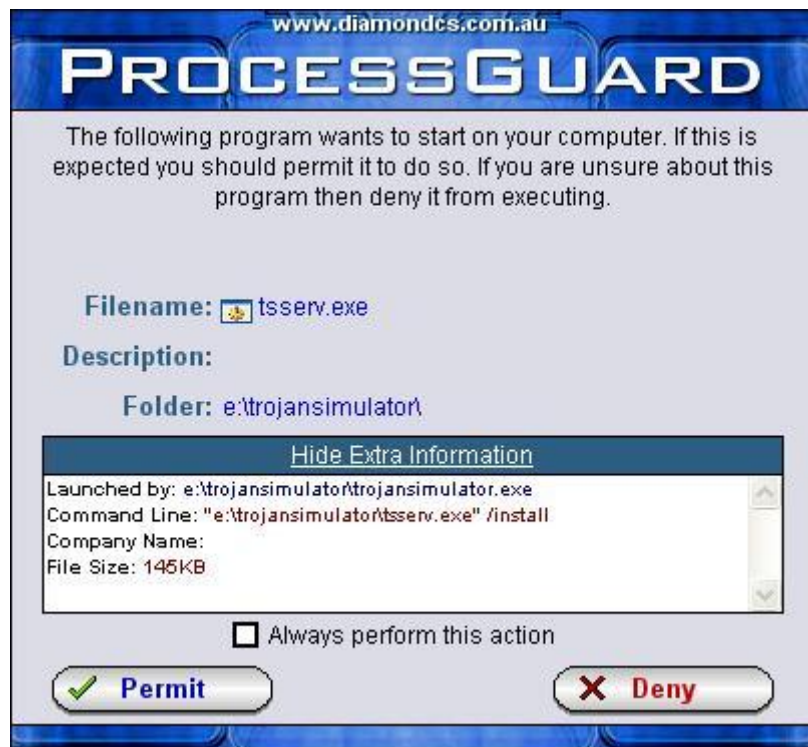 www.diamondcs.com.au
PROCESSGUARD
The following program wants to start on your computer. If this is
expected you should permit it to do so. If you are unsure about this
program then deny it from executing.
Filename: tsserv.exe
Description:
Folder: e:\trojansimulator\
Hide Extra Information
Launched by: e:\trojansimulator\trojansimulator.exe
Command Line: "e:\trojansimulator\tsserv.exe" /install
Company Name:
File Size: 145KB
Always perform this action
Permit Deny